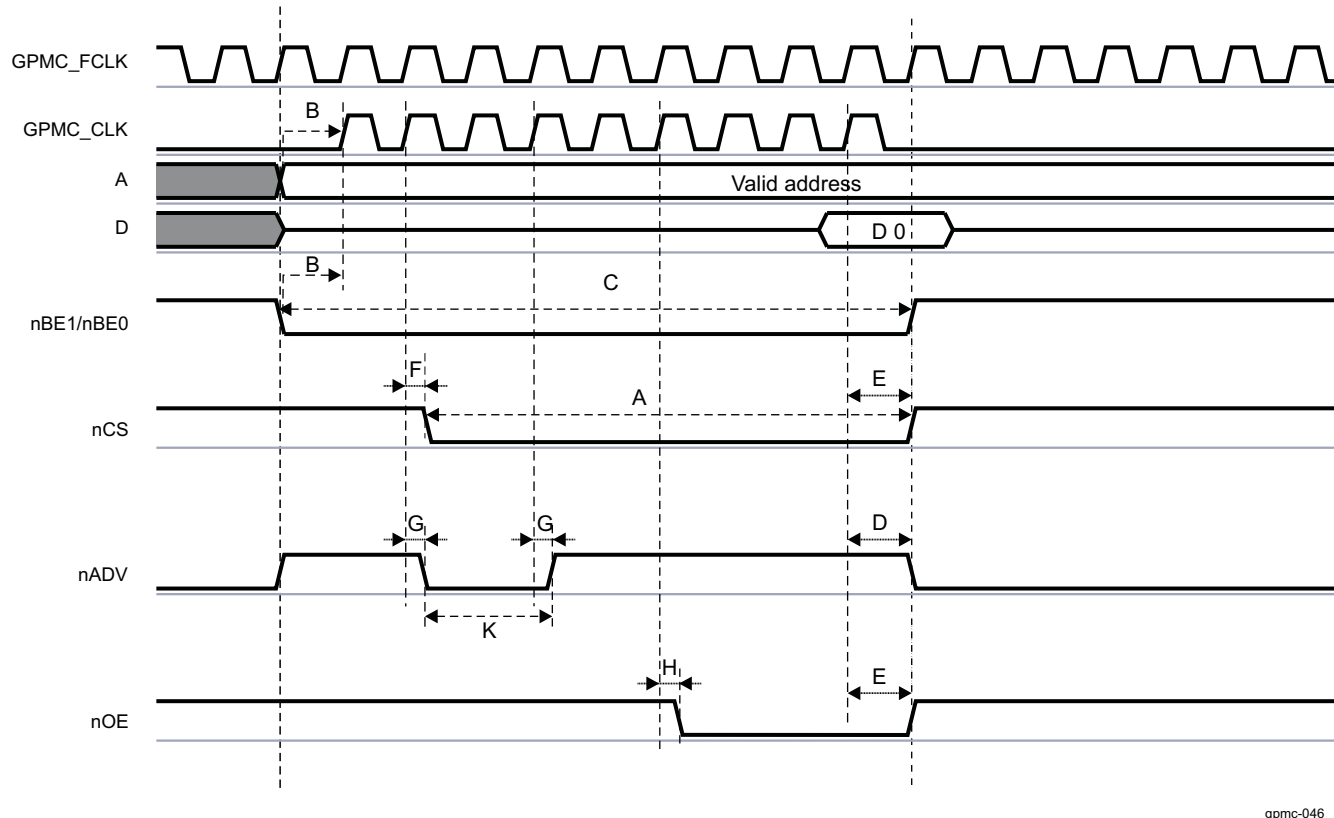 GPMC_FCLK
B
GPMC_CLK
A
Valid address
D
D 0
B
C
nBE1/nBE0
F
E
A
nCS
G
G
D
nADV
K
H
E
nOE
gpmc-046